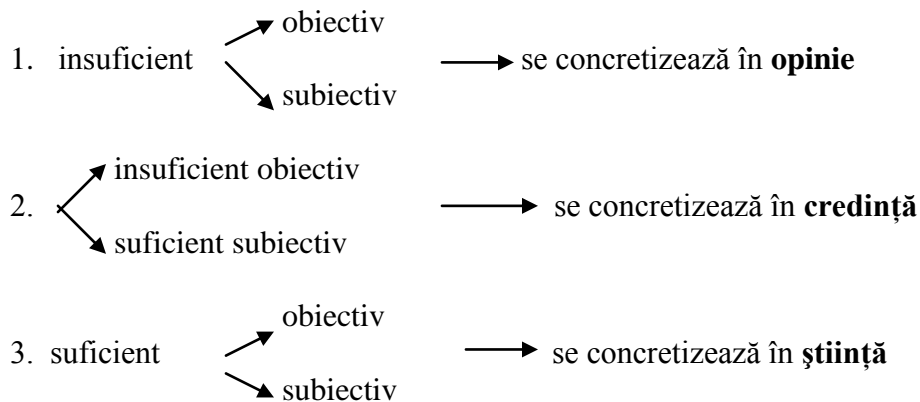 obiectiv
1. insuficient se concretizează în opinie
subiectiv
insuficient obiectiv
2. se concretizează în credință
suficient subiectiv
obiectiv
3. suficient se concretizează în ştiință
subiectiv